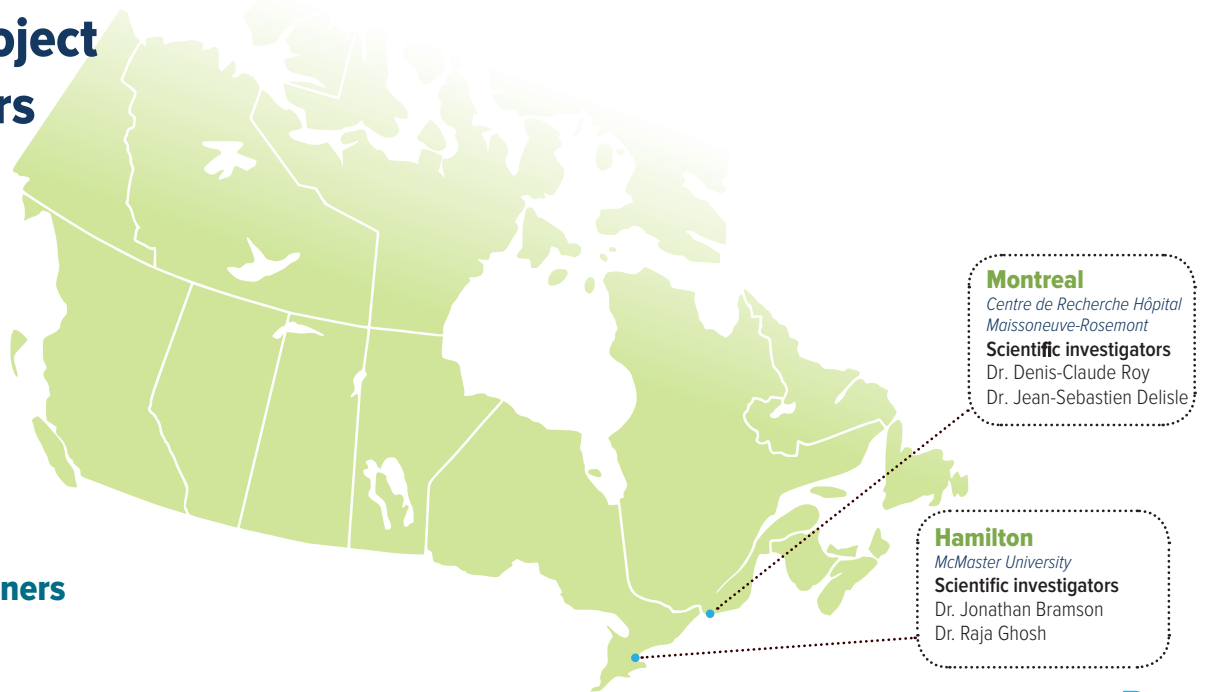 oject
rs
Montreal
Centre de Recherche Hôpital
Maissoneuve-Rosemont
Scientific investigators
Dr. Denis-Claude Roy
Dr. Jean-Sebastien Delisle
Hamilton
McMaster University
Scientific investigators
Dr. Jonathan Bramson
Dr. Raja Ghosh
ners